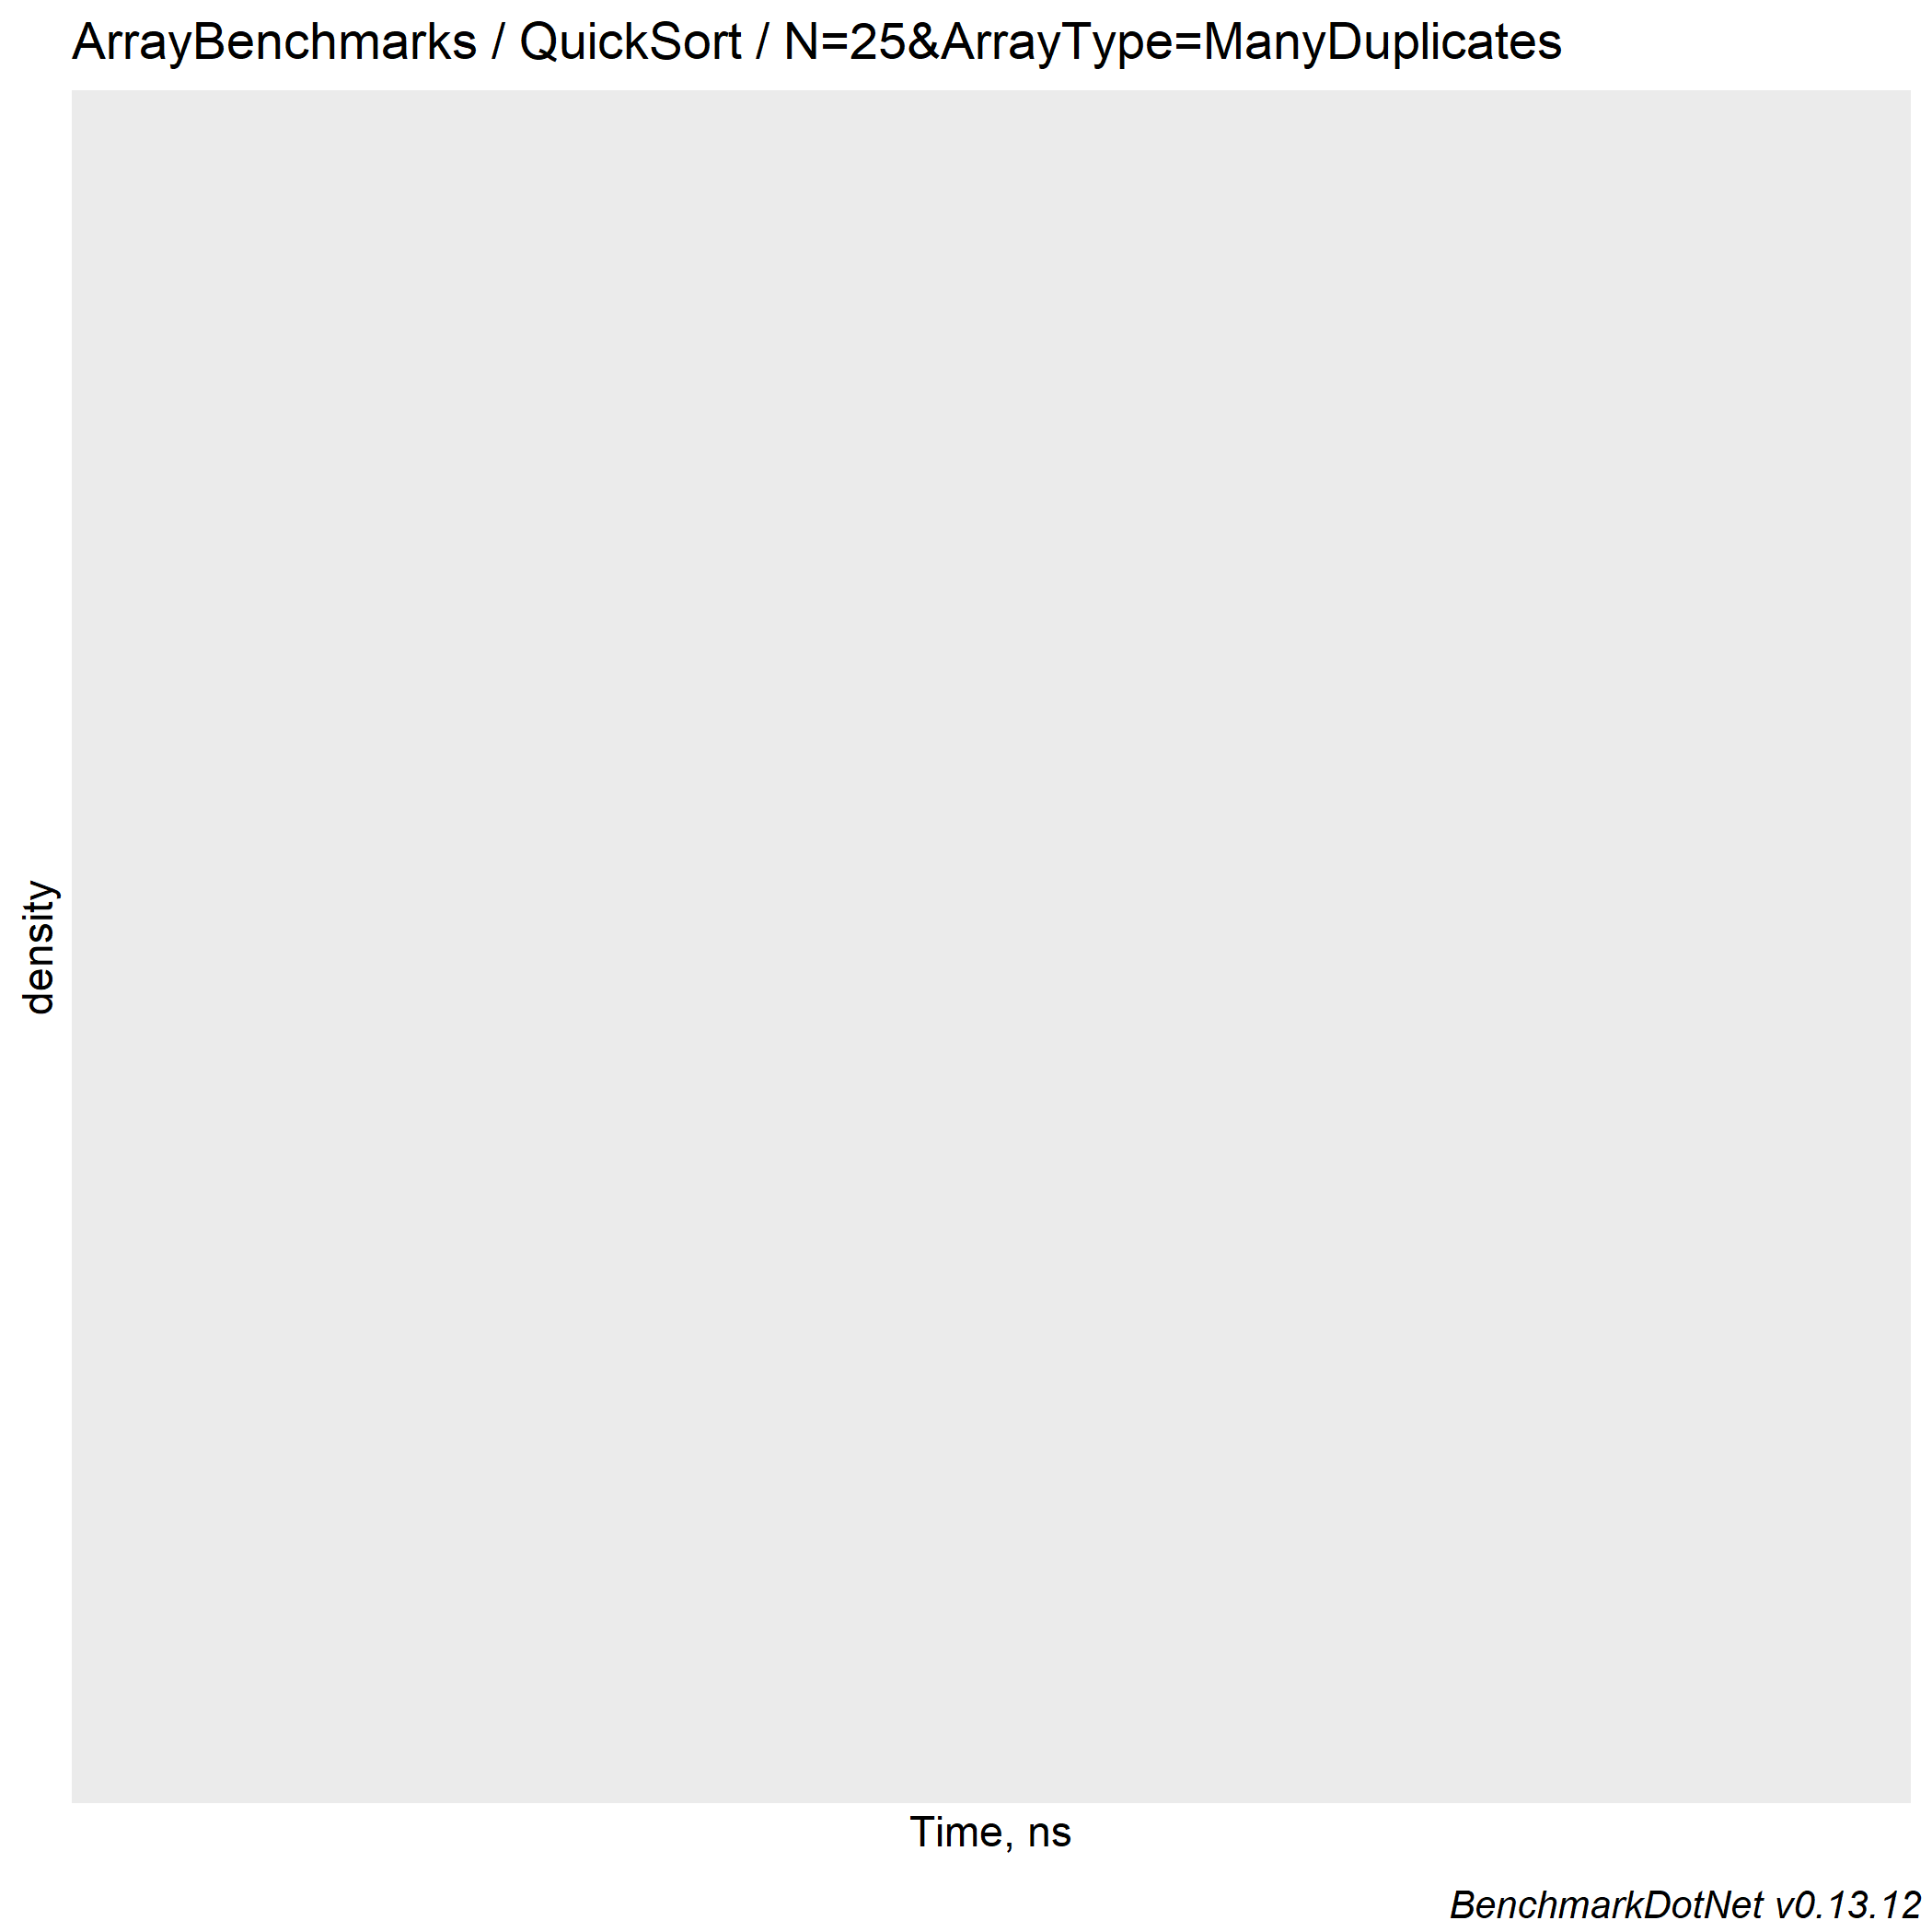 ArrayBenchmarks / QuickSort / N=25&ArrayType=ManyDuplicates
density
Time, ns
BenchmarkDotNet v0.13.12